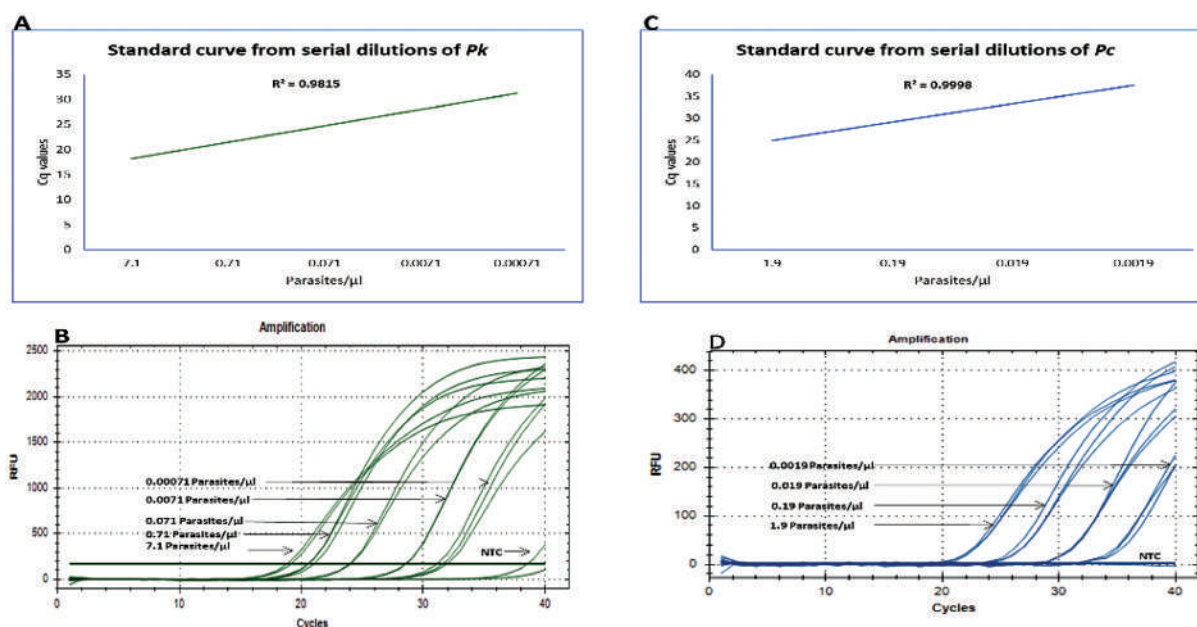 A
Standard curve from serial dilutions of Pk
R² = 0.9815
Cq values
35
30
25
20
15
10
5
0
7.1 0.71 0.071 0.0071 0.00071
Parasites/µl
C
Standard curve from serial dilutions of Pc
R² = 0.9998
Cq values
40
35
30
25
20
15
10
5
0
1.9 0.19 0.019 0.0019
Parasites/µl
B
Amplification
RFU
2500
2000
1500
1000
500
0
0.00071 Parasites/µl
0.0071 Parasites/µl
0.071 Parasites/µl
0.71 Parasites/µl
7.1 Parasites/µl
NTC
0 10 20 30 40
Cycles
D
Amplification
RFU
400
300
200
100
0
0.0019 Parasites/µl
0.019 Parasites/µl
0.19 Parasites/µl
1.9 Parasites/µl
NTC
0 10 20 30 40
Cycles